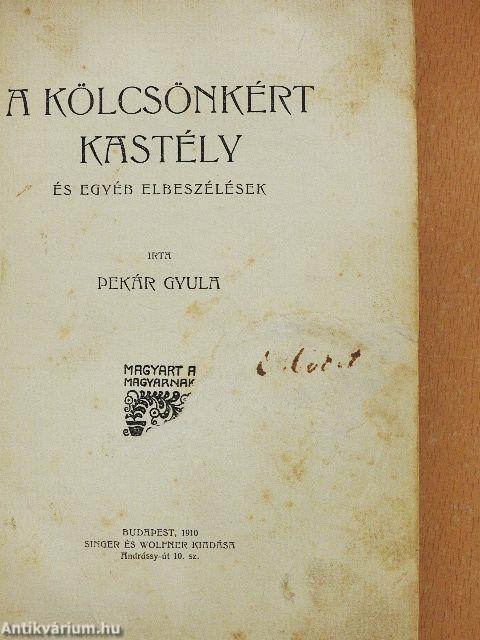 A KÖLCSÖNKÉRT
KASTÉLY
ÉS EGYÉB ELBESZÉLÉSEK
IRTA
PEKÁR GYULA
MAGYART A
MAGYARNAK
BUDAPEST, 1910
SINGER ÉS WOLFNER KIADÁSA
Andrássy-út 10. sz.
Antikvárium.hu